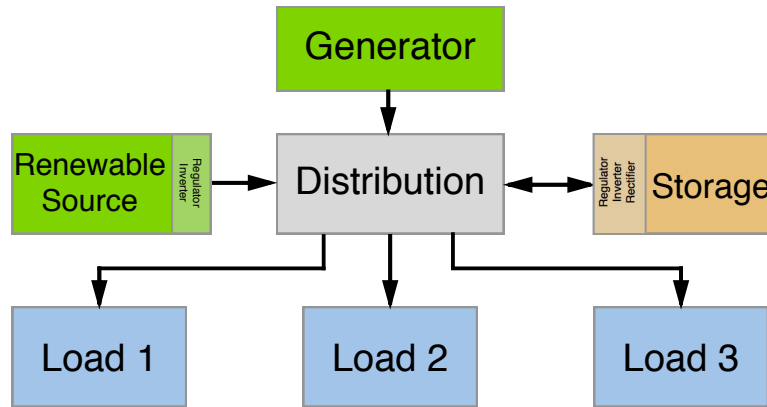 Generator
Renewable
Source
Regulator
Inverter
Distribution
Regulator
Inverter
Rectifier
Storage
Load 1
Load 2
Load 3